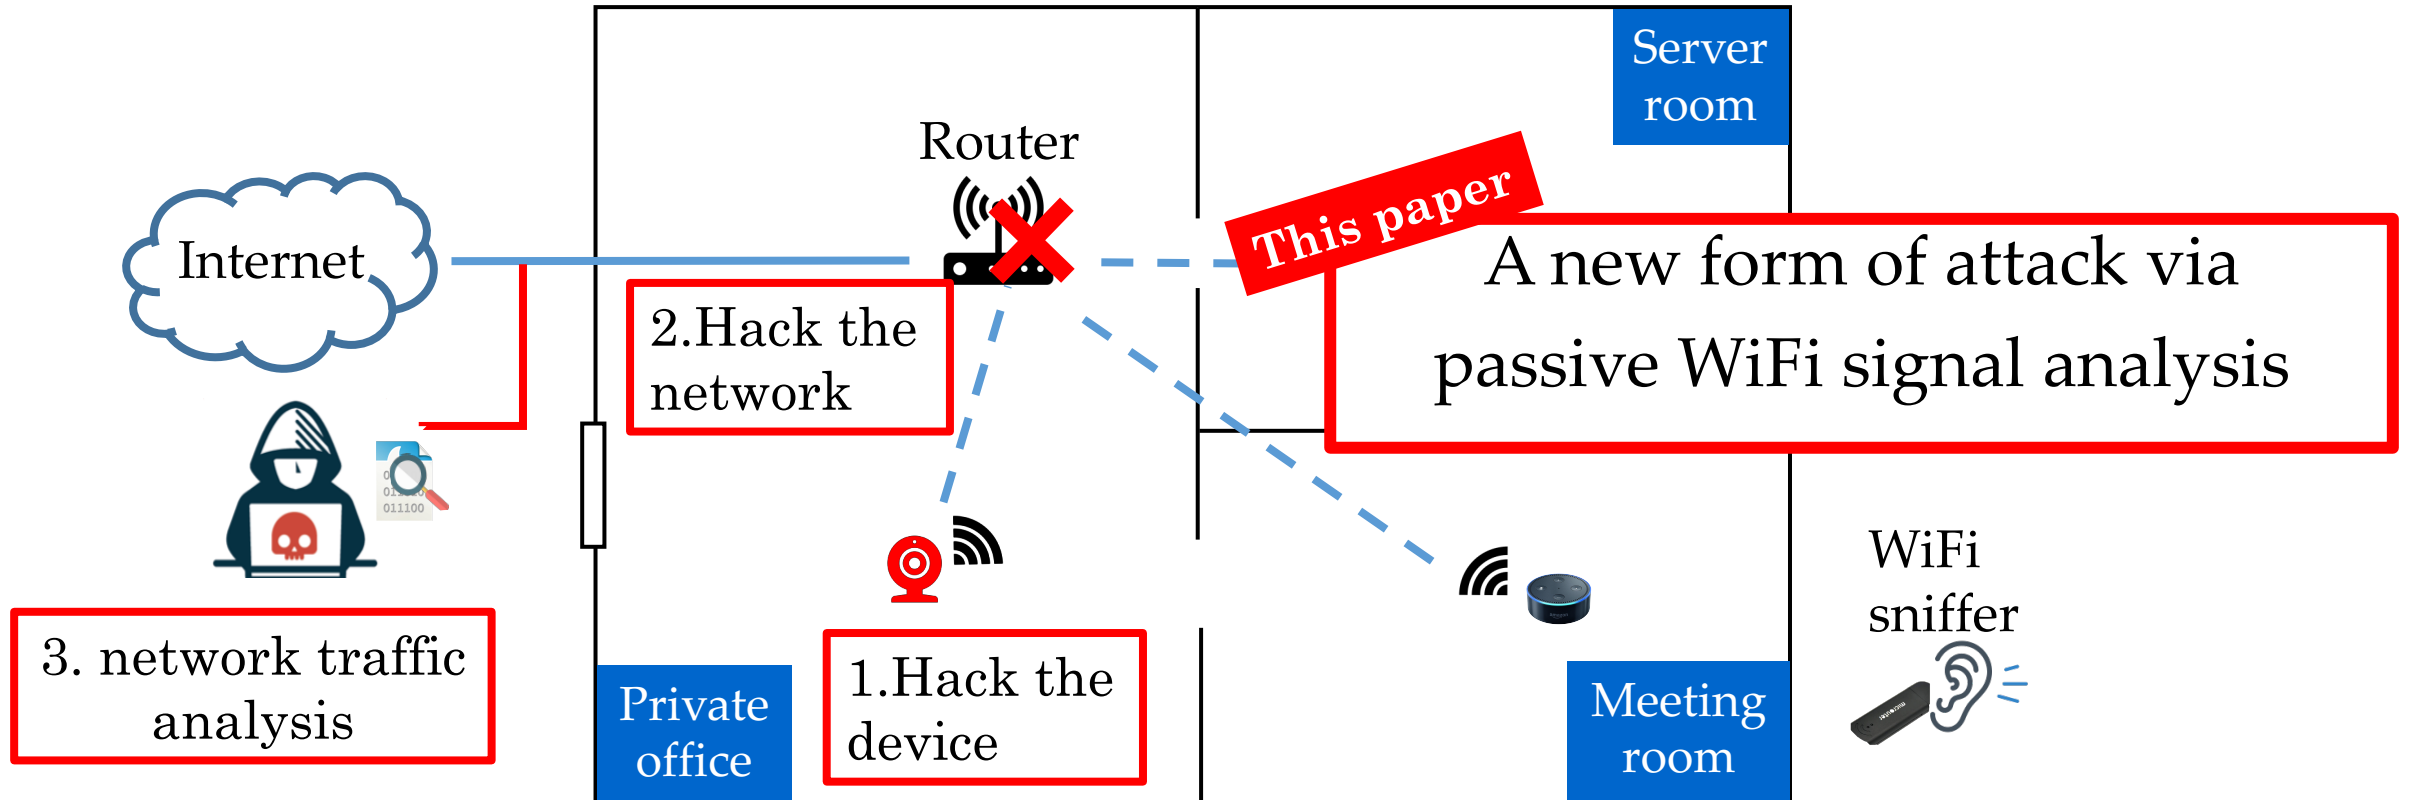 Server
room
Router
This paper
Internet
A new form of attack via
passive WiFi signal analysis
2.Hack the
network
011100
WiFi
sniffer
3. network traffic
analysis
1.Hack the
device
Private
office
Meeting
room